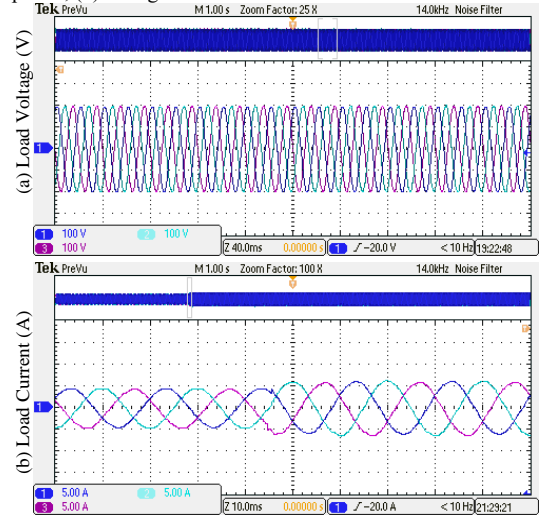 Tek PreVu M 1.00 s Zoom Factor: 25 X 14.0kHz Noise Filter
(a) Load Voltage (V)
1
1 100 V 2 100 V
3 100 V
Z 40.0ms 0.00000 s 1 ∫ −20.0 V < 10 Hz 19:22:48
Tek PreVu M 1.00 s Zoom Factor: 100 X 14.0kHz Noise Filter
(b) Load Current (A)
1
1 5.00 A 2 5.00 A
3 5.00 A
Z 10.0ms 0.00000 s 1 ∫ −20.0 A < 10 Hz 21:29:21